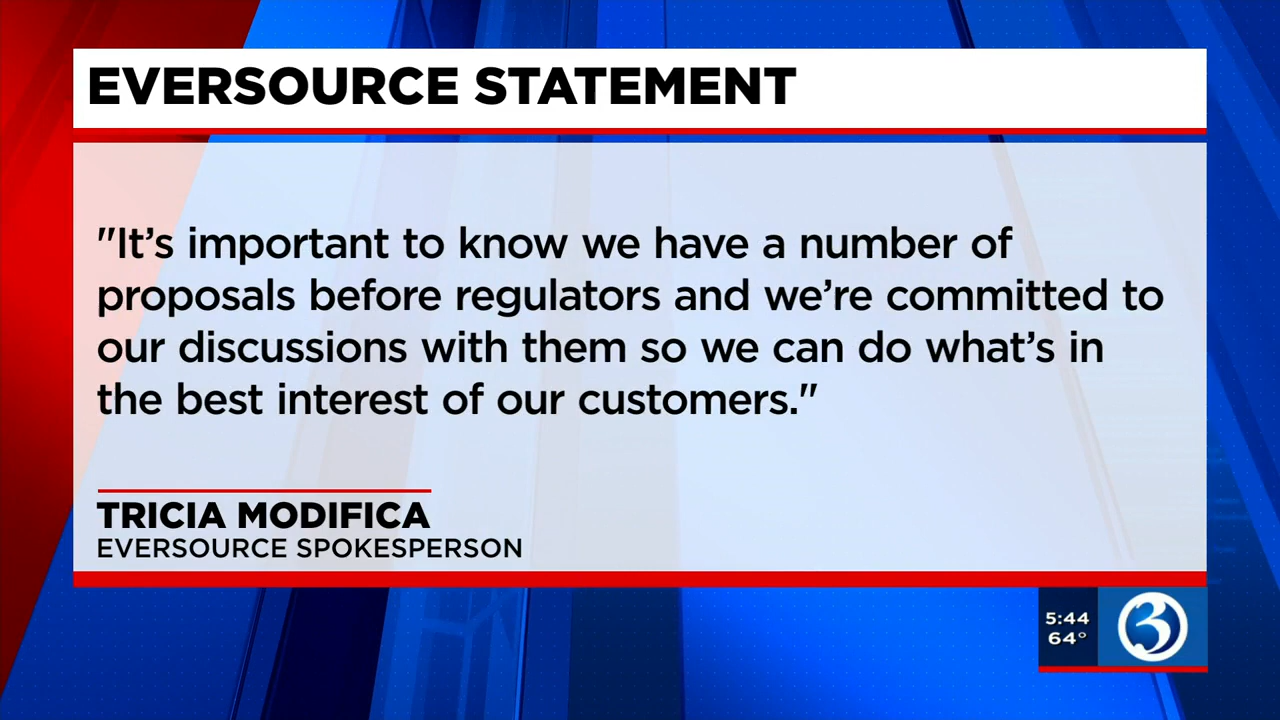 EVERSOURCE STATEMENT
"It’s important to know we have a number of
proposals before regulators and we’re committed to
our discussions with them so we can do what’s in
the best interest of our customers."
TRICIA MODIFICA
EVERSOURCE SPOKESPERSON
5:44
64°
3